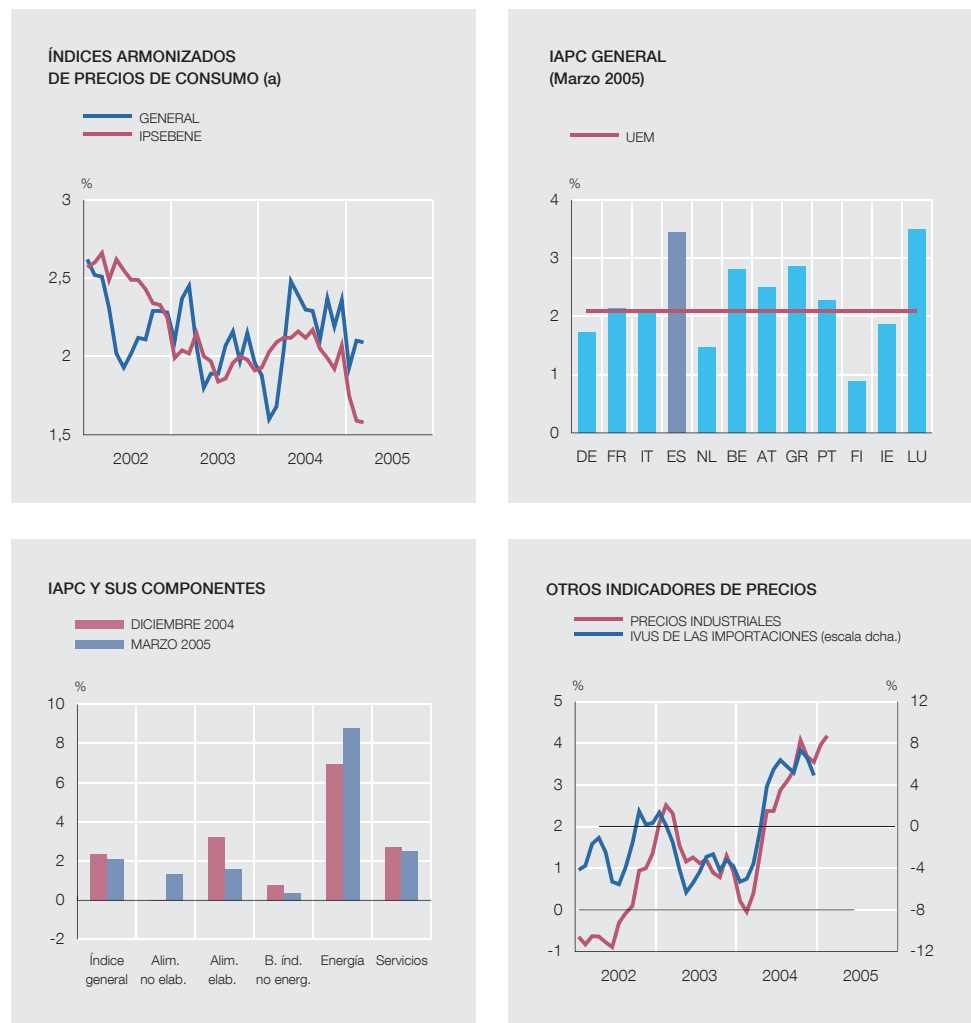 ÍNDICES ARMONIZADOS
DE PRECIOS DE CONSUMO (a)
GENERAL
IPSEBENE
%
3
2,5
2
1,5
2002 2003 2004 2005
IAPC GENERAL
(Marzo 2005)
UEM
%
4
3
2
1
0
DE FR IT ES NL BE AT GR PT FI IE LU
IAPC Y SUS COMPONENTES
DICIEMBRE 2004
MARZO 2005
%
10
8
6
4
2
0
-2
Índice Alim. Alim. B. índ. Energía Servicios
general no elab. elab. no energ.
OTROS INDICADORES DE PRECIOS
PRECIOS INDUSTRIALES
IVUS DE LAS IMPORTACIONES (escala dcha.)
% %
5 12
4 8
3 4
2 0
1 -4
0 -8
-1 -12
2002 2003 2004 2005